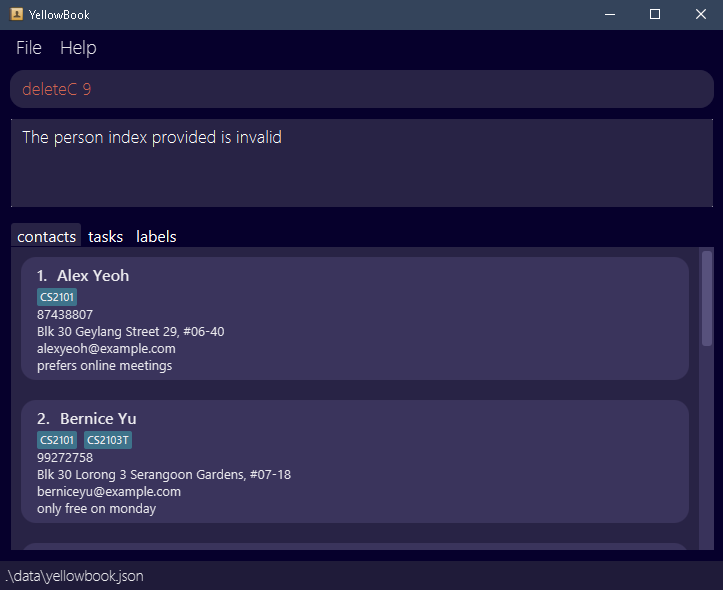 YellowBook
File Help
deleteC 9
The person index provided is invalid
contacts tasks labels
1. Alex Yeoh
CS2101
87438807
Blk 30 Geylang Street 29, #06-40
alexyeoh@example.com
prefers online meetings
2. Bernice Yu
CS2101 CS2103T
99272758
Blk 30 Lorong 3 Serangoon Gardens, #07-18
berniceyu@example.com
only free on monday
.\data\yellowbook.json